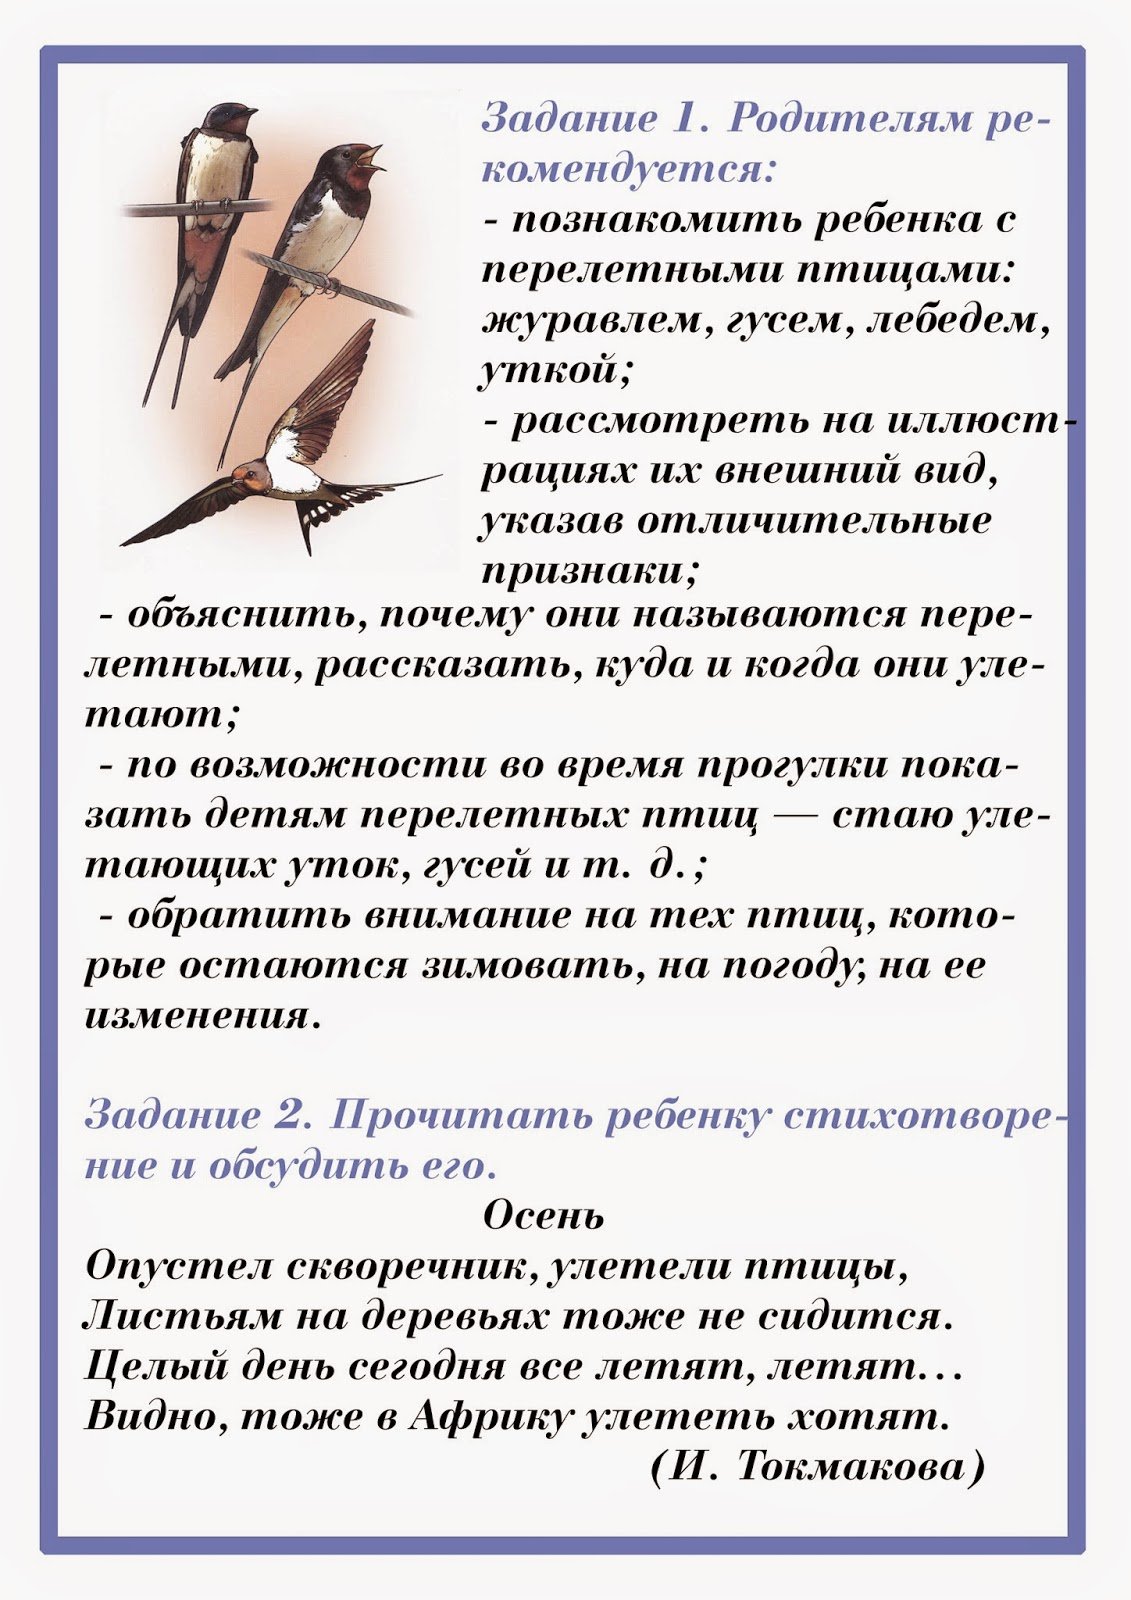 Задание 1. Родителям ре-
комендуется:
- познакомить ребенка с
перелетными птицами:
журавлем, гусем, лебедем,
уткой;
- рассмотреть на иллюст-
рациях их внешний вид,
указав отличительные
признаки;
- объяснить, почему они называются пере-
летными, рассказать, куда и когда они уле-
тают;
- по возможности во время прогулки пока-
зать детям перелетных птиц — стаю уле-
тающих уток, гусей и т. д.;
- обратить внимание на тех птиц, кото-
рые остаются зимовать, на погоду, на ее
изменения.
Задание 2. Прочитать ребенку стихотворе-
ние и обсудить его.
Осень
Опустел скворечник, улетели птицы,
Листьям на деревьях тоже не сидится.
Целый день сегодня все летят, летят...
Видно, тоже в Африку улететь хотят.
(И. Токмакова)